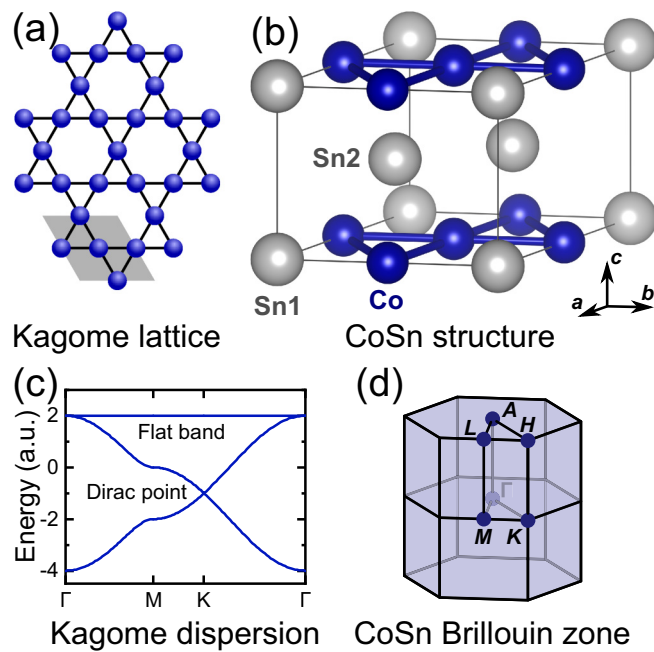 (a)
Kagome lattice
(b)
Sn2
Sn1
Co
c
a
b
CoSn structure
(c)
Energy (a.u.)
2
0
-2
-4
Flat band
Dirac point
Γ M K Γ
Kagome dispersion
(d)
A
L H
Γ
M K
CoSn Brillouin zone